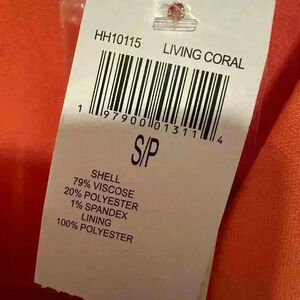 HH10115 LIVING CORAL
1 97900 01311 4
S/P
SHELL
79% VISCOSE
20% POLYESTER
1% SPANDEX
LINING
100% POLYESTER